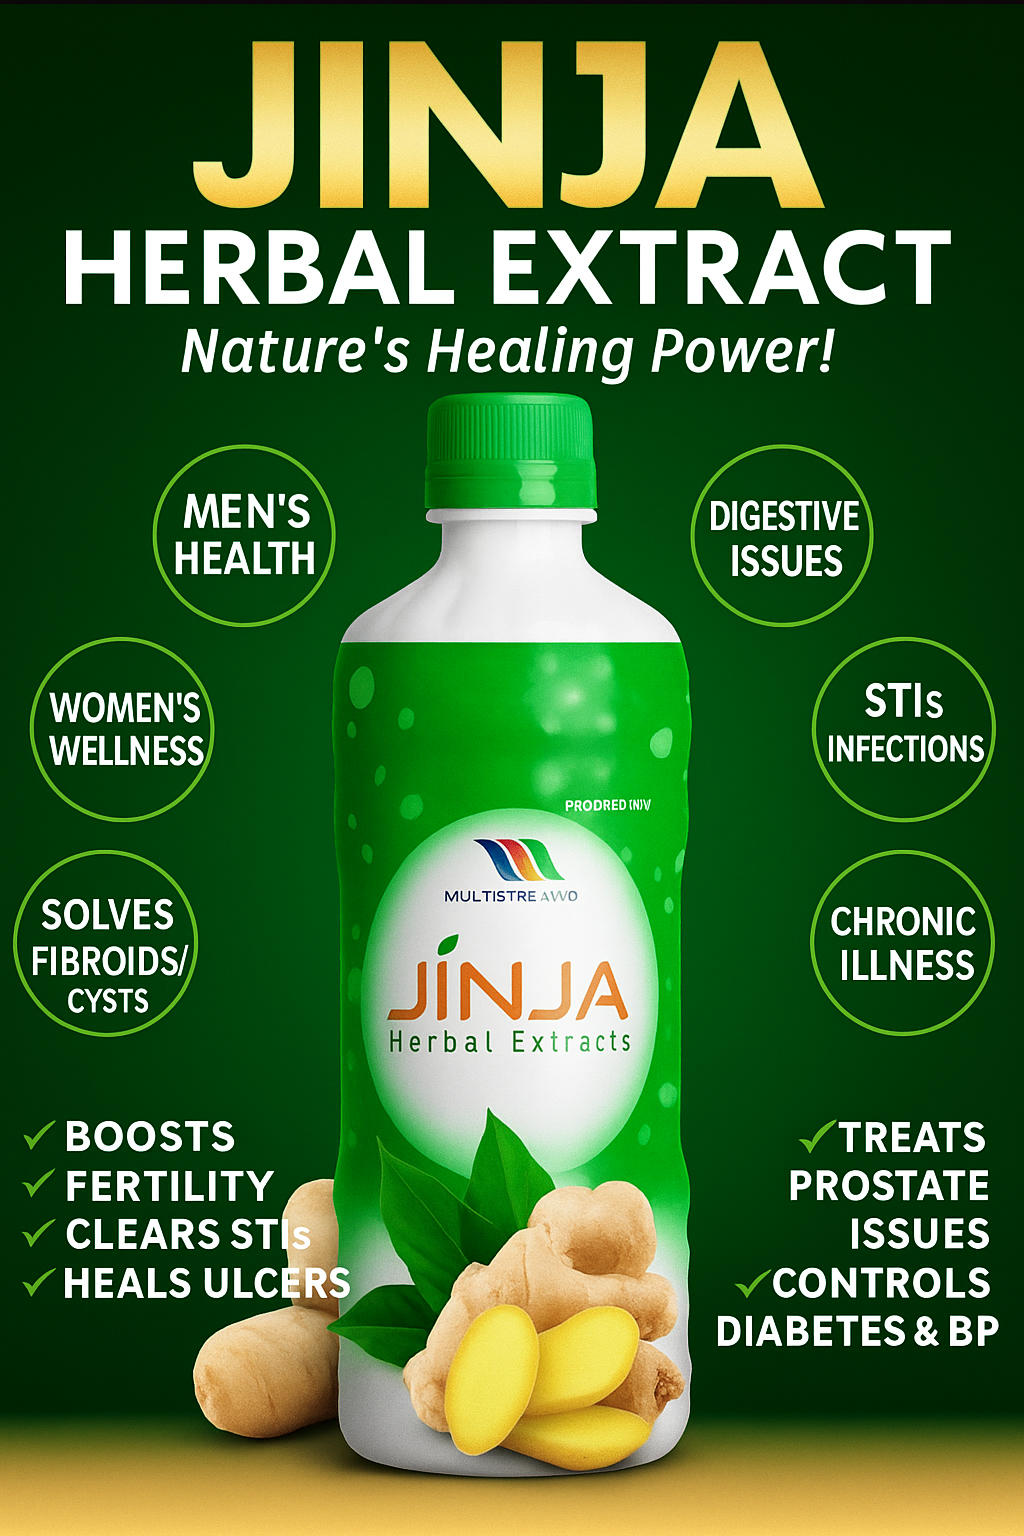 JINJA
HERBAL EXTRACT
Nature's Healing Power!
MEN'S
HEALTH
DIGESTIVE
ISSUES
WOMEN'S
WELLNESS
STIs
INFECTIONS
SOLVES
FIBROIDS/
CYSTS
CHRONIC
ILLNESS
PRODRED
MULTISTRE
JINJA
Herbal Extracts
✓ BOOSTS
✓ FERTILITY
✓ CLEARS STIs
✓ HEALS ULCERS
✓ TREATS
PROSTATE
ISSUES
✓ CONTROLS
DIABETES & BP